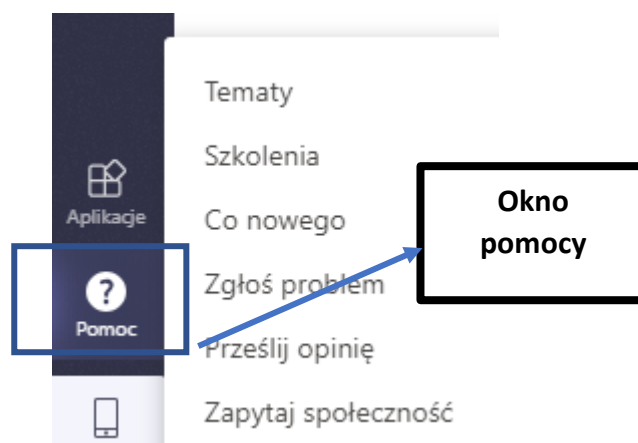 Tematy
Szkolenia
Aplikacje
Co nowego
Okno
pomocy
Zgłoś problem
Pomoc
Prześlij opinię
Zapytaj społeczność